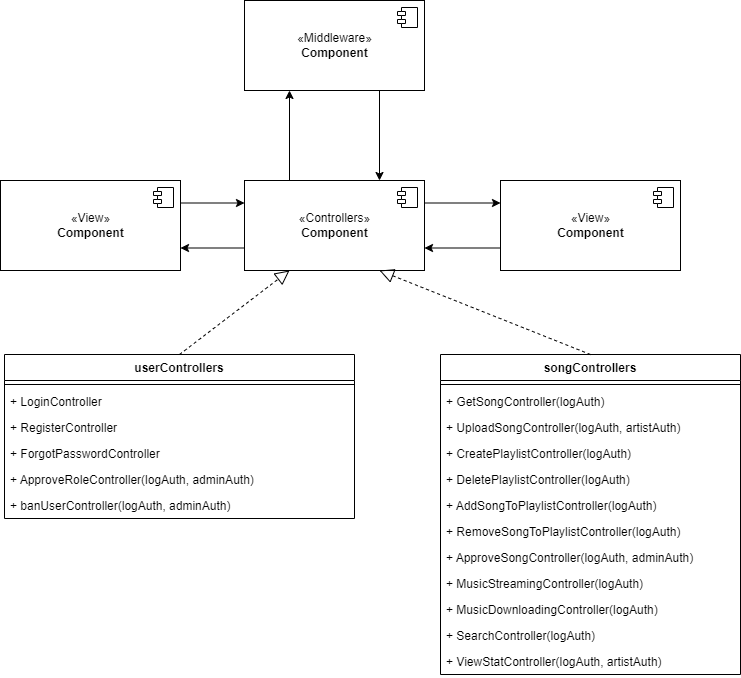 «Middleware»
Component
«View»
Component
«Controllers»
Component
«View»
Component
userControllers
+ LoginController
+ RegisterController
+ ForgotPasswordController
+ ApproveRoleController(logAuth, adminAuth)
+ banUserController(logAuth, adminAuth)
songControllers
+ GetSongController(logAuth)
+ UploadSongController(logAuth, artistAuth)
+ CreatePlaylistController(logAuth)
+ DeletePlaylistController(logAuth)
+ AddSongToPlaylistController(logAuth)
+ RemoveSongToPlaylistController(logAuth)
+ ApproveSongController(logAuth, adminAuth)
+ MusicStreamingController(logAuth)
+ MusicDownloadingController(logAuth)
+ SearchController(logAuth)
+ ViewStatController(logAuth, artistAuth)